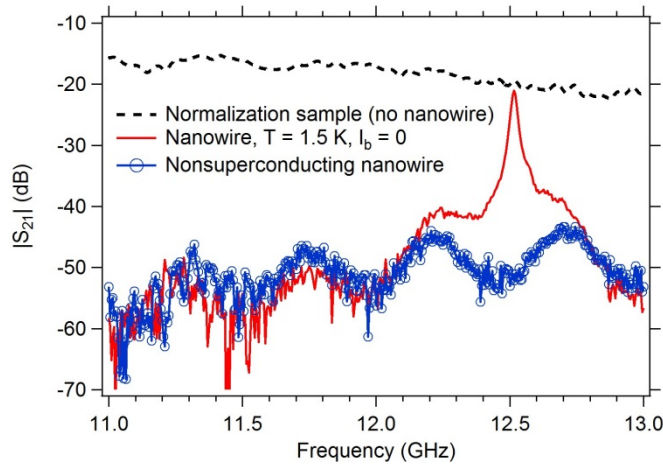 -10
-20
-30
-40
-50
-60
-70
|S21| (dB)
Normalization sample (no nanowire)
Nanowire, T = 1.5 K, Ib = 0
Nonsuperconducting nanowire
11.0 11.5 12.0 12.5 13.0
Frequency (GHz)